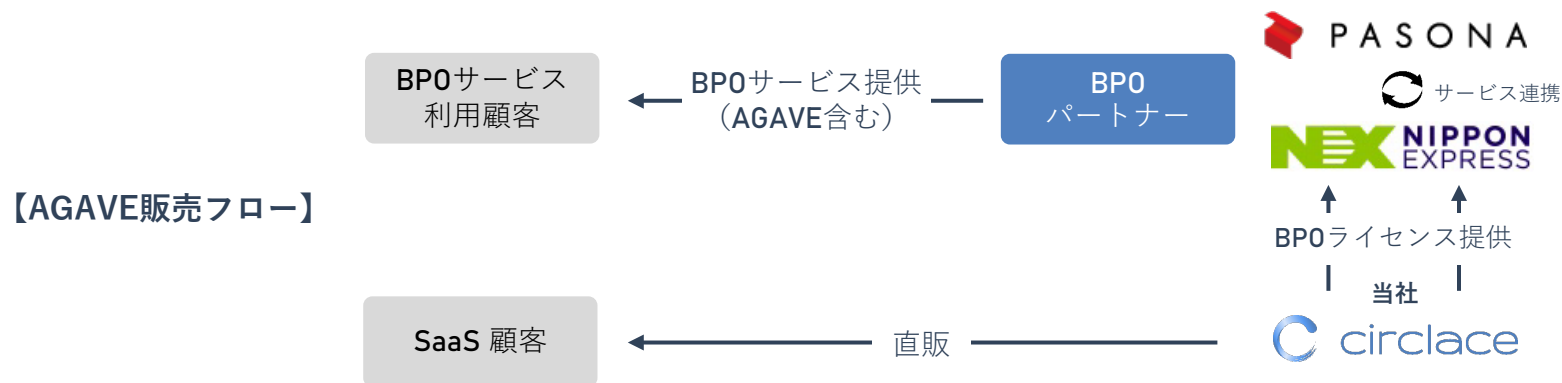 PASONA
サービス連携
NIPPON
EXPRESS
NEX
BPOサービス
利用顧客
BPOサービス提供
(AGAVE含む)
BPO
パートナー
【AGAVE販売フロー】
BPOライセンス提供
当社
circlace
SaaS 顧客
直販